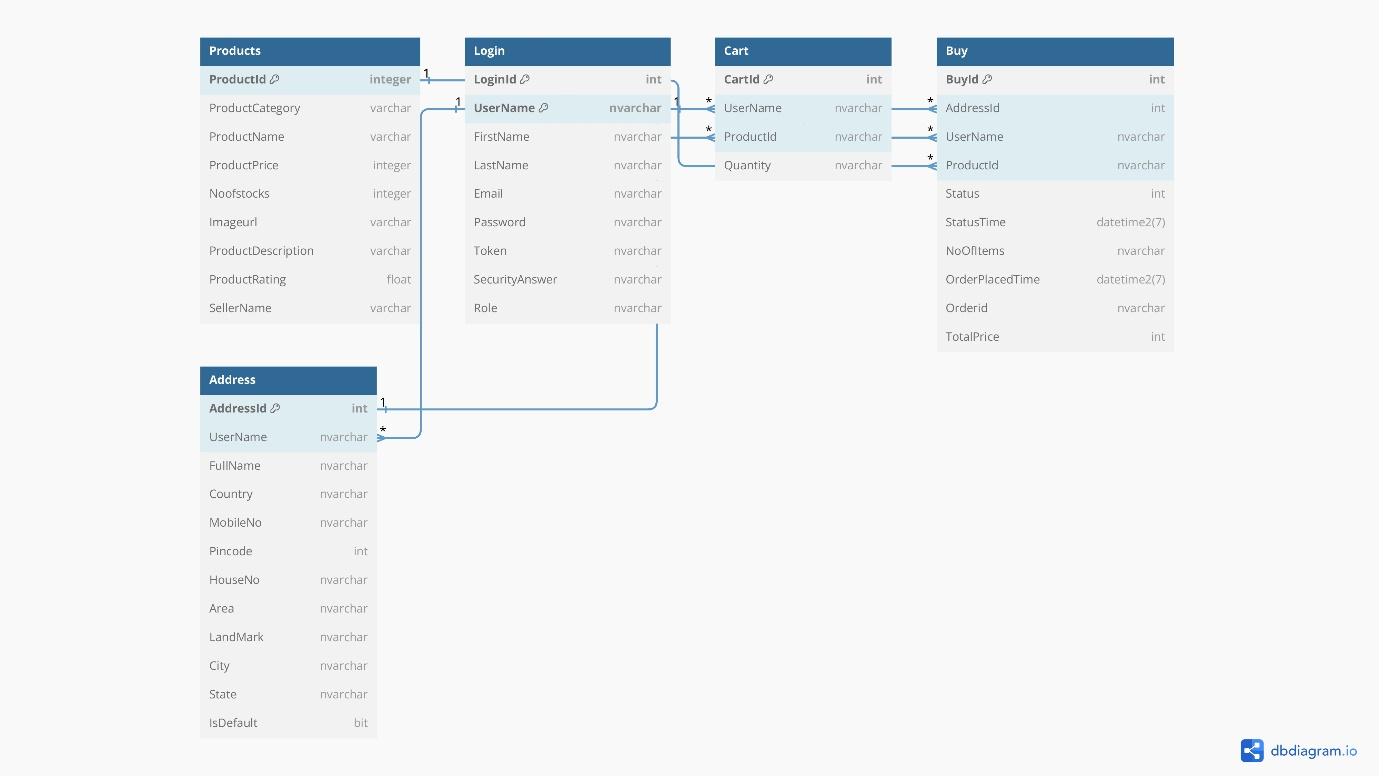 Products
ProductId integer
ProductCategory varchar
ProductName varchar
ProductPrice integer
Noofstocks integer
Imageurl varchar
ProductDescription varchar
ProductRating float
SellerName varchar
1
1
Login
LoginId int
UserName nvarchar
FirstName nvarchar
LastName nvarchar
Email nvarchar
Password nvarchar
Token nvarchar
SecurityAnswer nvarchar
Role nvarchar
1
*
*
Cart
CartId int
UserName nvarchar
ProductId nvarchar
Quantity nvarchar
*
*
*
Buy
BuyId int
AddressId int
UserName nvarchar
ProductId nvarchar
Status int
StatusTime datetime2(7)
NoOfItems nvarchar
OrderPlacedTime datetime2(7)
Orderid nvarchar
TotalPrice int
Address
AddressId int
UserName nvarchar
FullName nvarchar
Country nvarchar
MobileNo nvarchar
Pincode int
HouseNo nvarchar
Area nvarchar
LandMark nvarchar
City nvarchar
State nvarchar
IsDefault bit
1
*
dbdiagram.io